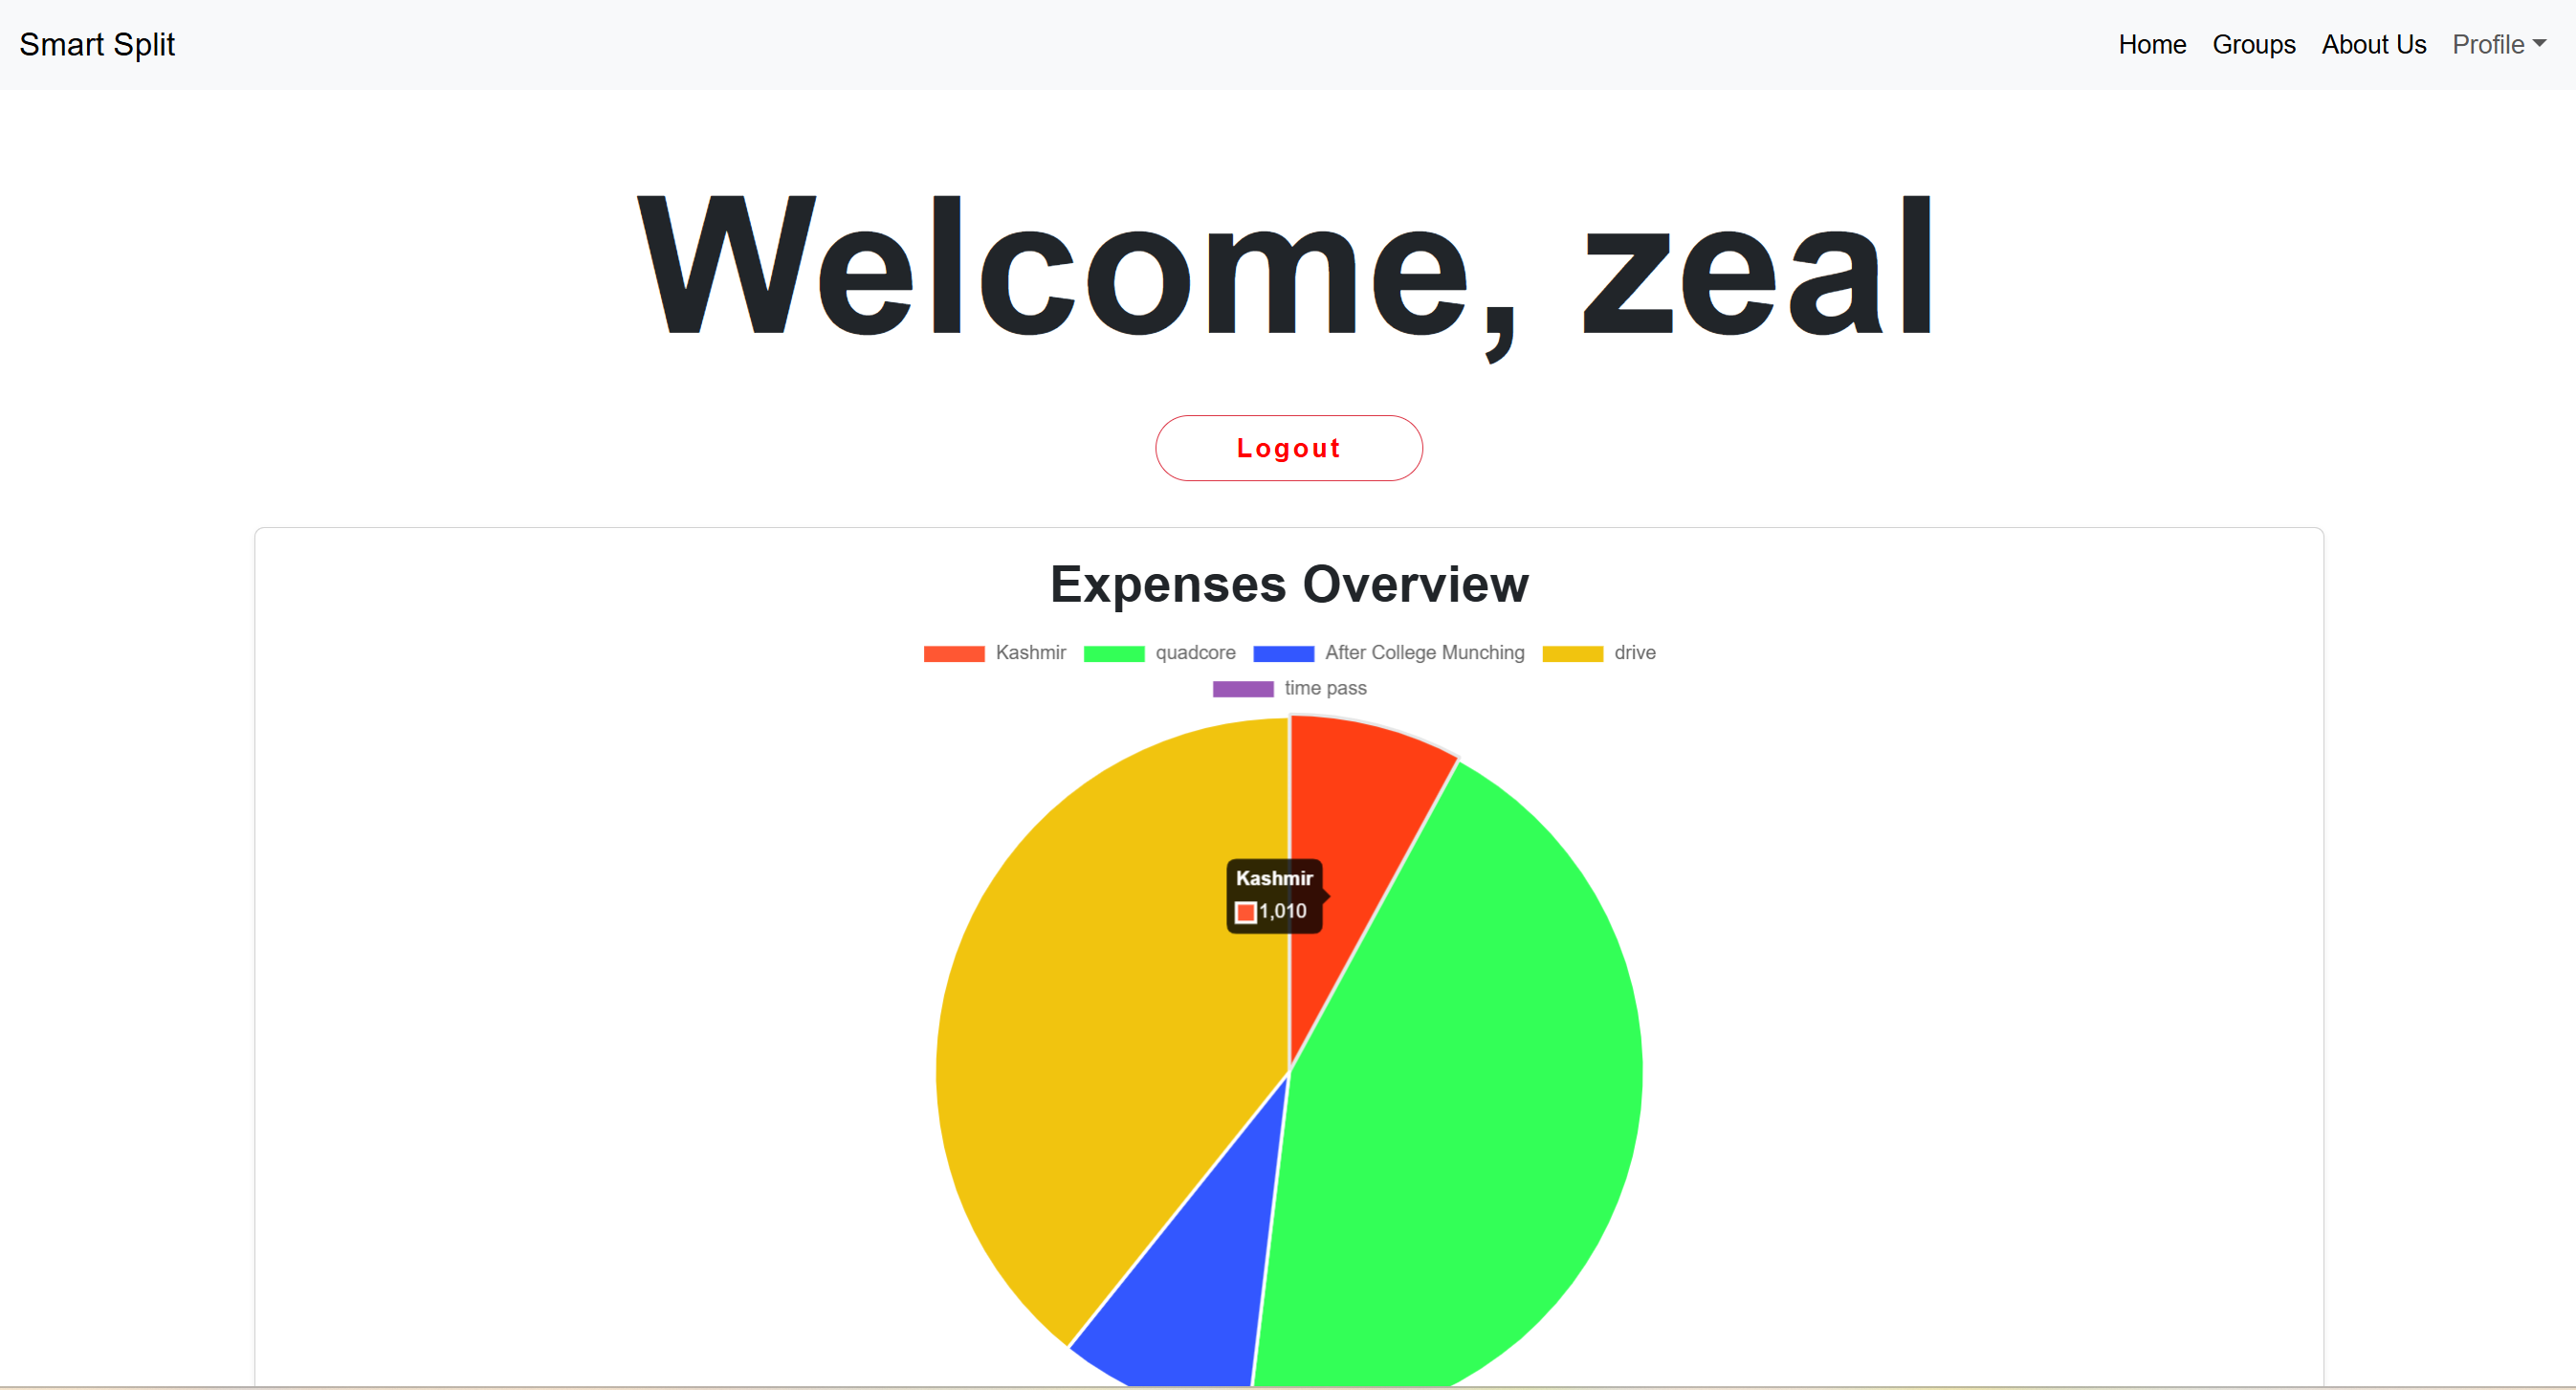 Smart Split Home Groups About Us Profile
Welcome, zeal
Logout
Expenses Overview
Kashmir quadcore After College Munching drive
time pass
Kashmir
1,010